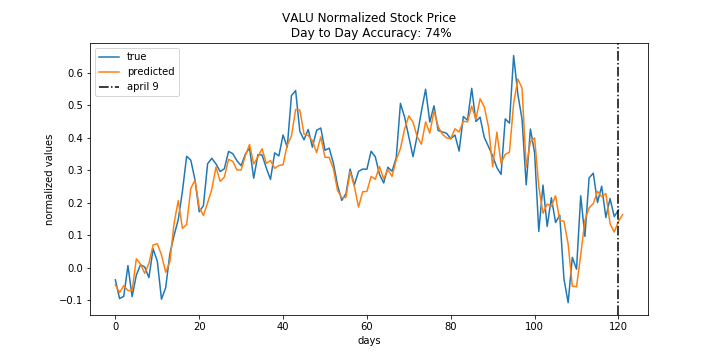 VALU Normalized Stock Price
Day to Day Accuracy: 74%
true
predicted
april 9
normalized values
0.6
0.5
0.4
0.3
0.2
0.1
0.0
−0.1
0 20 40 60 80 100 120
days